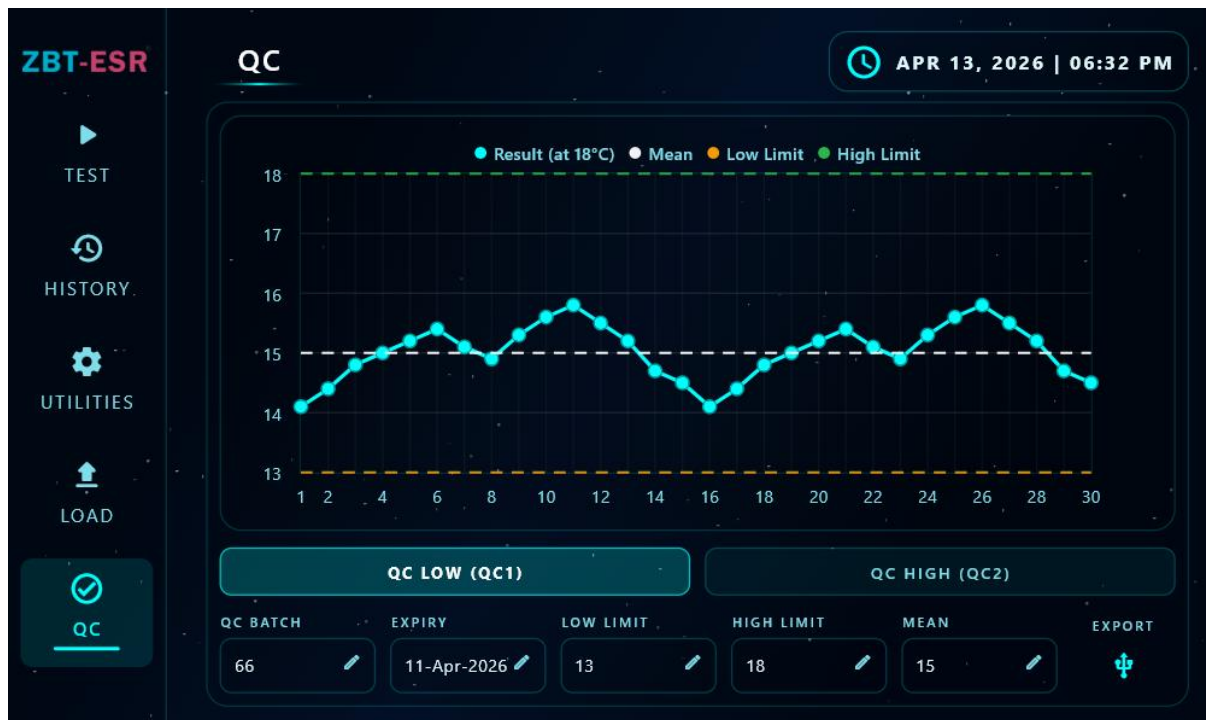 ZBT-ESR
QC
APR 13, 2026 | 06:32 PM
TEST
HISTORY
UTILITIES
LOAD
QC
Result (at 18°C) Mean Low Limit High Limit
18
17
16
15
14
13
1 2 4 6 8 10 12 14 16 18 20 22 24 26 28 30
QC LOW (QC1) QC HIGH (QC2)
QC BATCH EXPIRY LOW LIMIT HIGH LIMIT MEAN EXPORT
66 11-Apr-2026 13 18 15